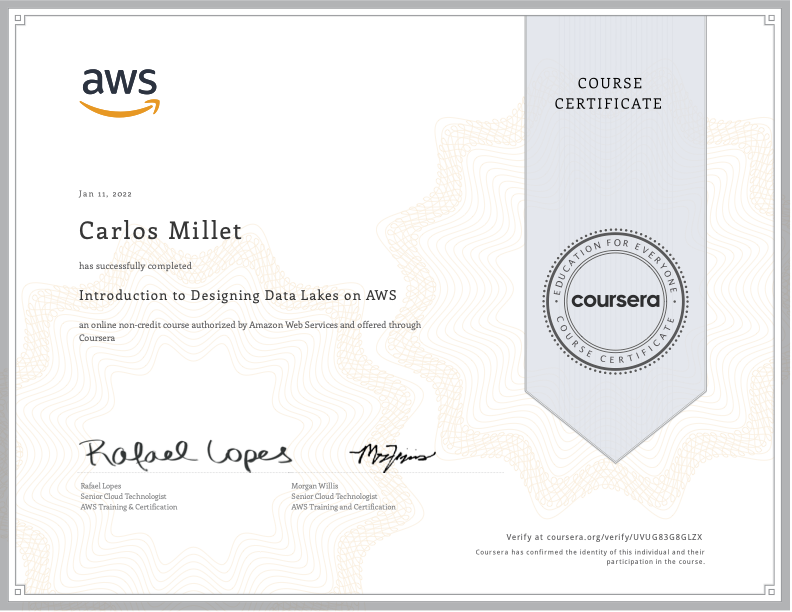 aws
COURSE
CERTIFICATE
Jan 11, 2022
Carlos Millet
has successfully completed
Introduction to Designing Data Lakes on AWS
an online non-credit course authorized by Amazon Web Services and offered through
Coursera
EDUCATION FOR EVERYONE
coursera
COURSE CERTIFICATE
Rafael Lopes
Rafael Lopes
Senior Cloud Technologist
AWS Training & Certification
Morgan Willis
Senior Cloud Technologist
AWS Training and Certification
Verify at coursera.org/verify/UVUG83G8GLZX
Coursera has confirmed the identity of this individual and their
participation in the course.